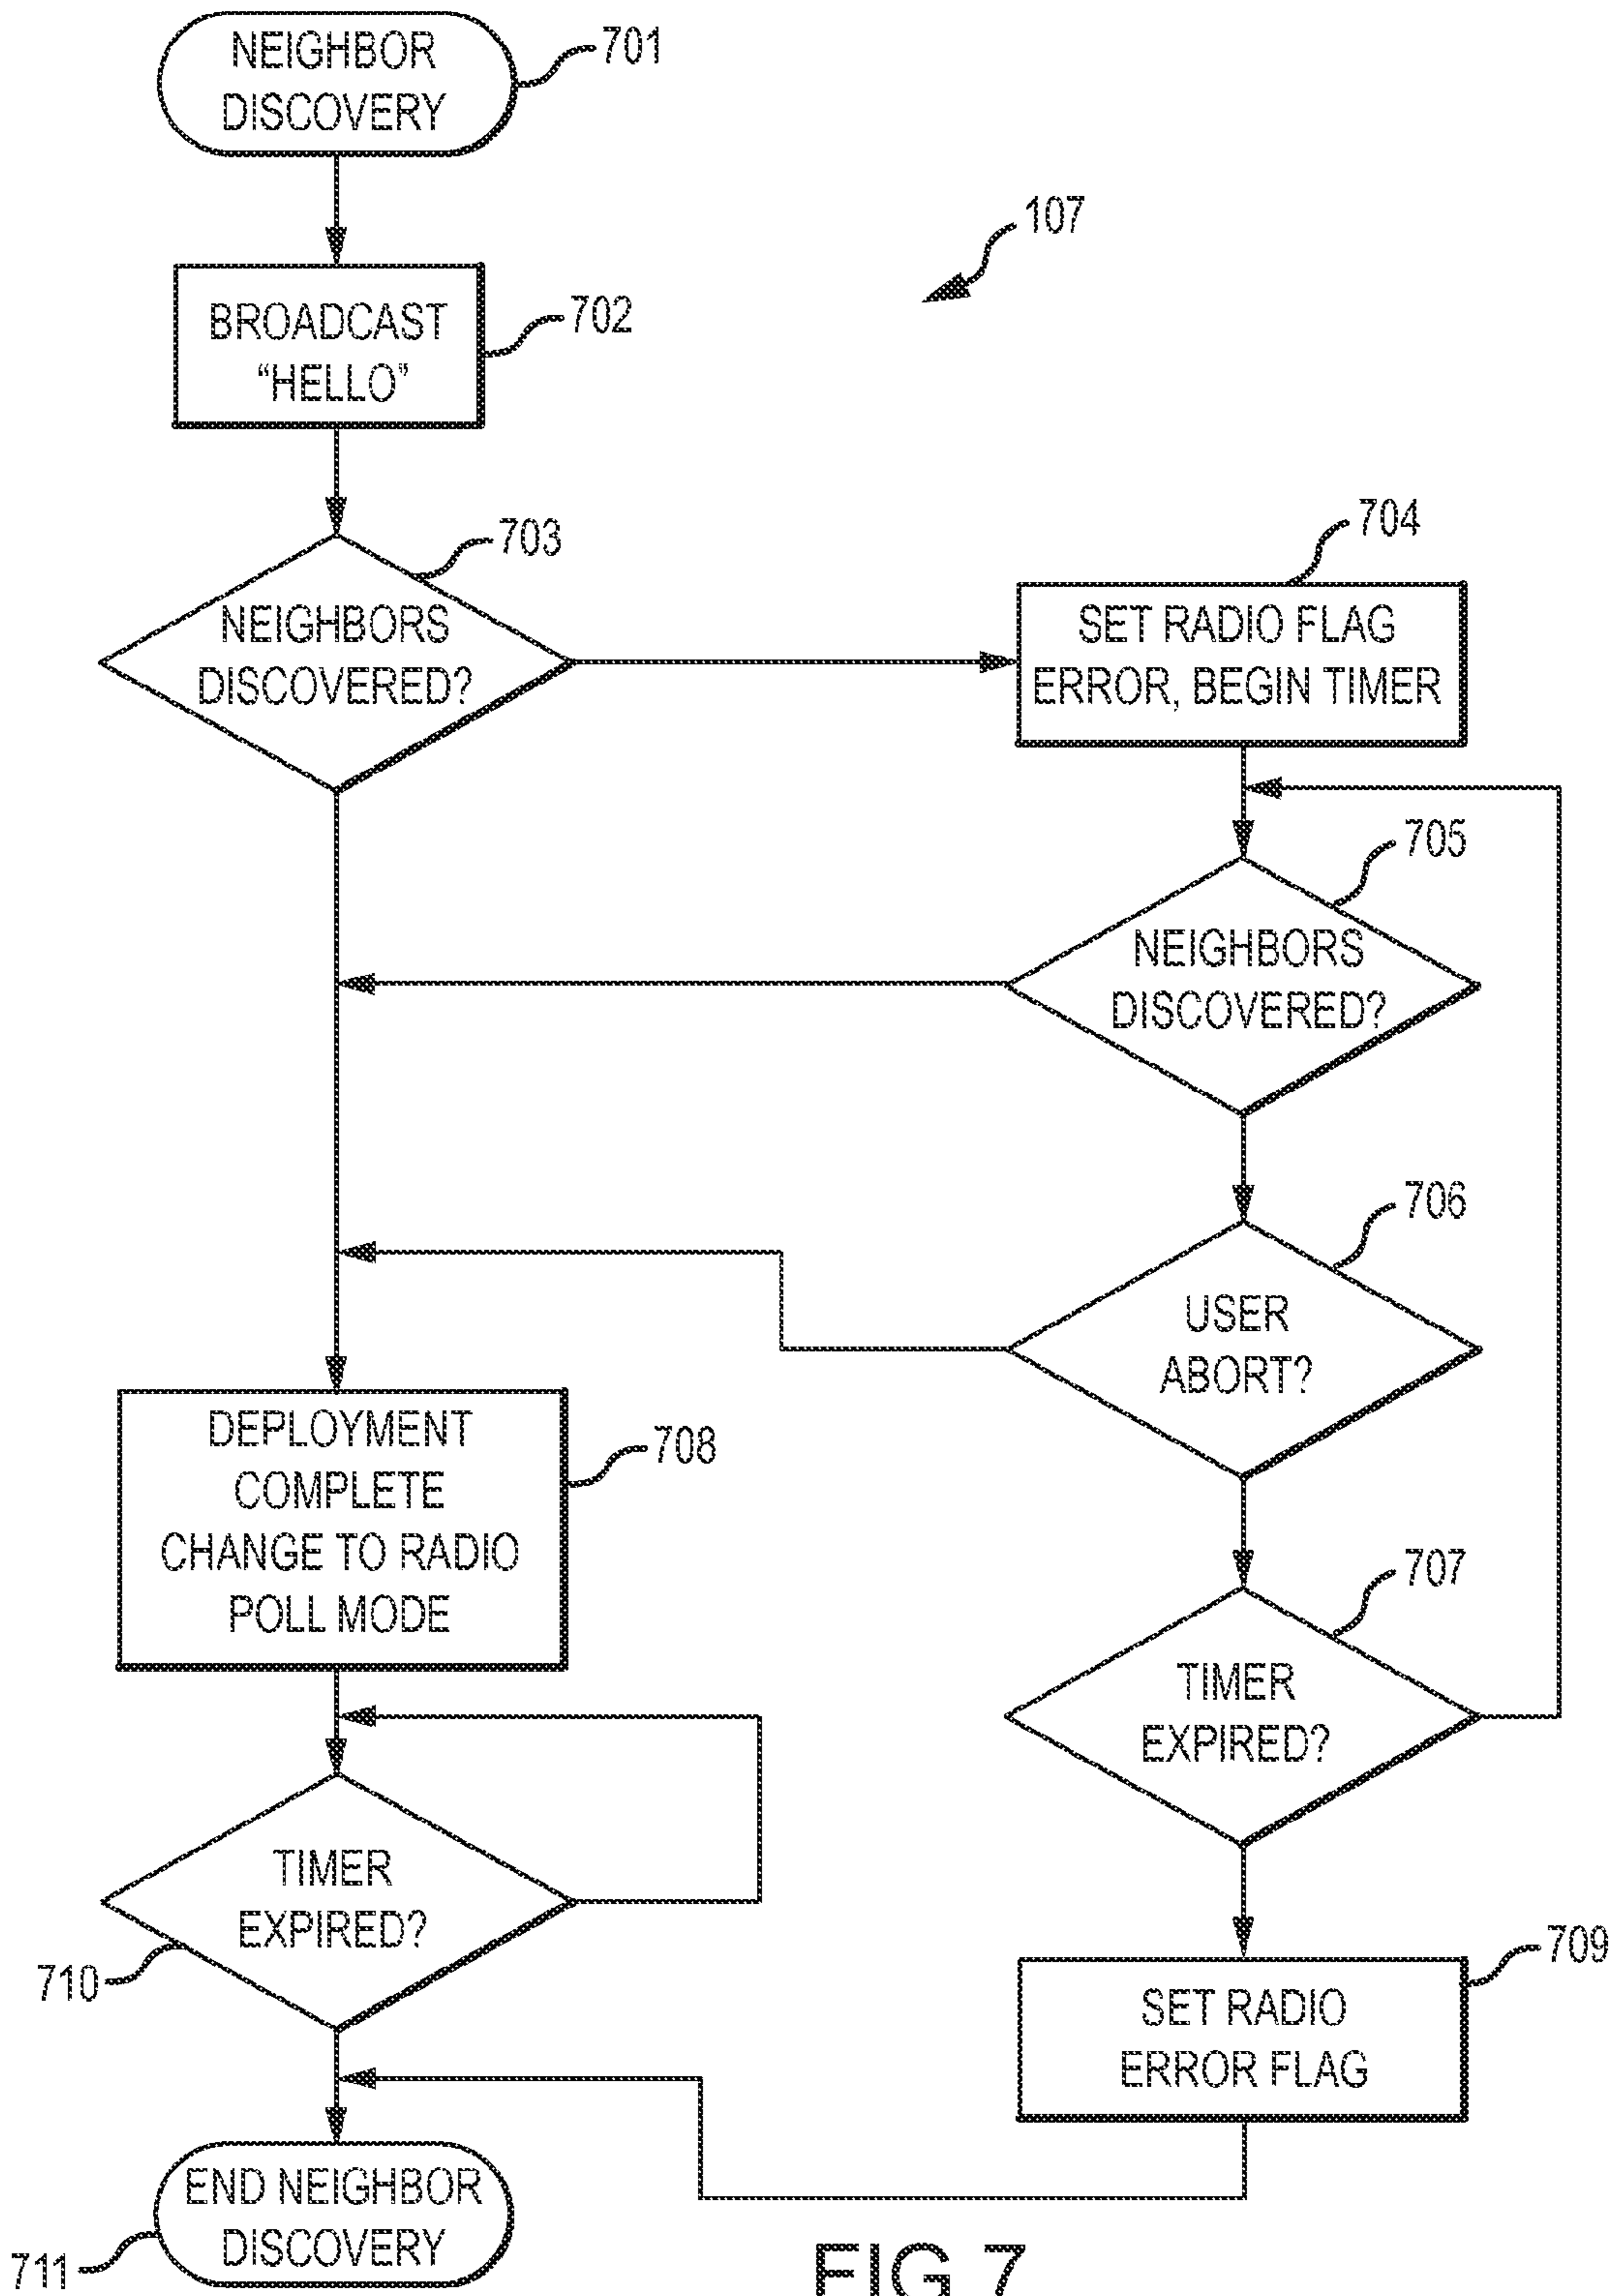 NEIGHBOR
DISCOVERY
701
107
BROADCAST
“HELLO”
702
703
NEIGHBORS
DISCOVERED?
704
SET RADIO FLAG
ERROR, BEGIN TIMER
705
NEIGHBORS
DISCOVERED?
706
USER
ABORT?
DEPLOYMENT
COMPLETE
CHANGE TO RADIO
POLL MODE
708
707
TIMER
EXPIRED?
TIMER
EXPIRED?
710
709
SET RADIO
ERROR FLAG
END NEIGHBOR
DISCOVERY
711
FIG.7